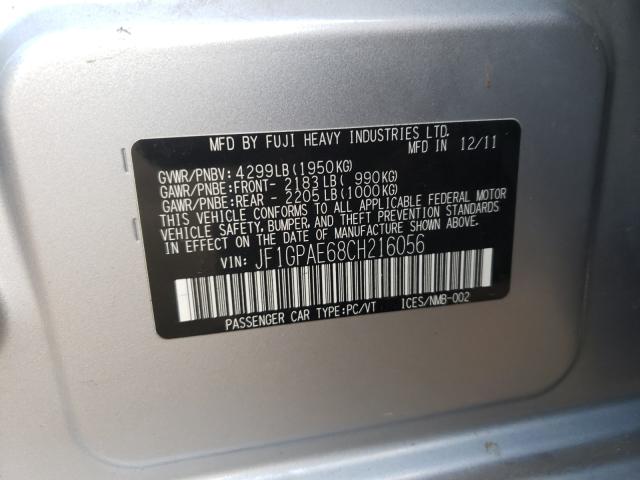 MFD BY FUJI HEAVY INDUSTRIES LTD.
MFD IN 12/11
GVWR/PNBV: 4299LB(1950KG)
GAWR/PNBE:FRONT- 2183LB( 990KG)
GAWR/PNBE:REAR - 2205LB(1000KG)
THIS VEHICLE CONFORMS TO ALL APPLICABLE FEDERAL MOTOR
VEHICLE SAFETY, BUMPER, AND THEFT PREVENTION STANDARDS
IN EFFECT ON THE DATE OF MANUFACTURE SHOWN ABOVE.
VIN: JF1GPAE68CH216056
PASSENGER CAR TYPE:PC/VT ICES/NMB-002